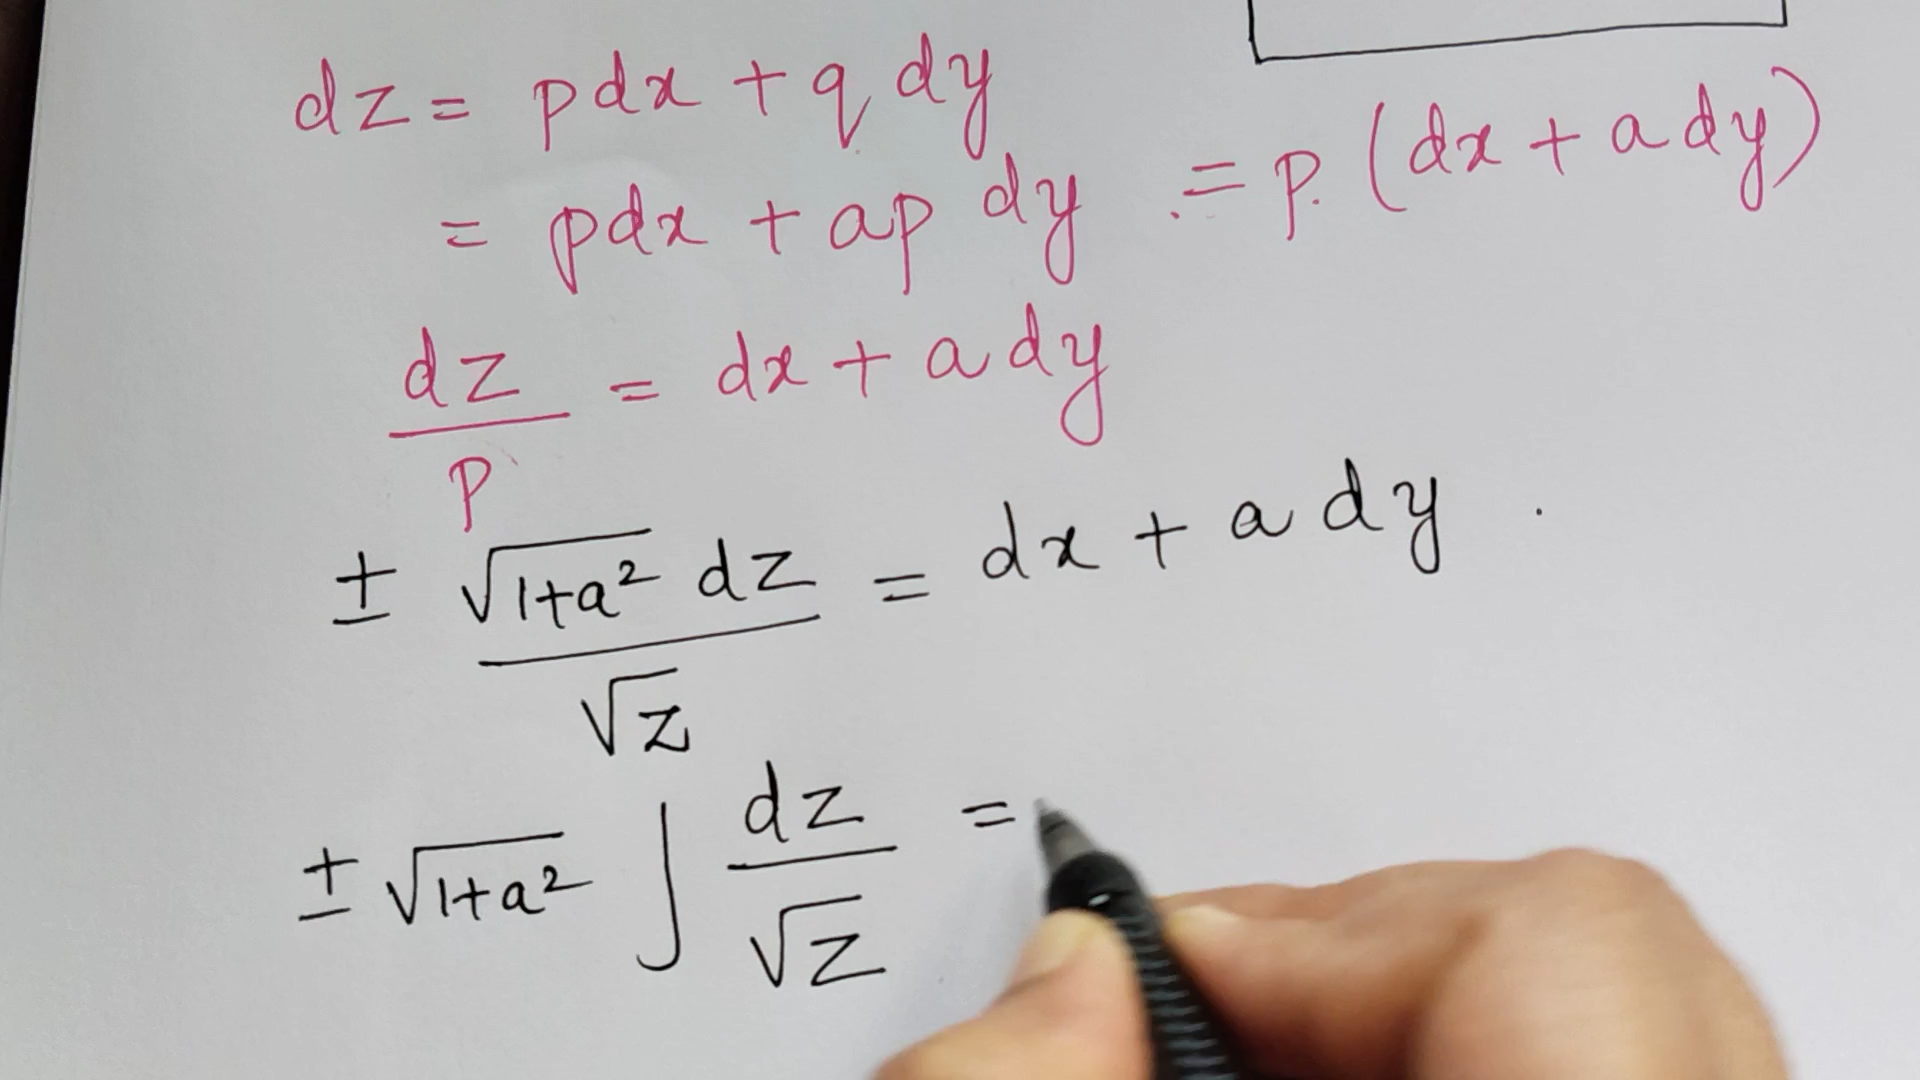 dz = pdx + q dy
= pdx + ap dy = p. (dx + a dy)
dz/p = dx + a dy
± √(1+a²) dz / √z = dx + a dy .
± √(1+a²) ∫ dz/√z =